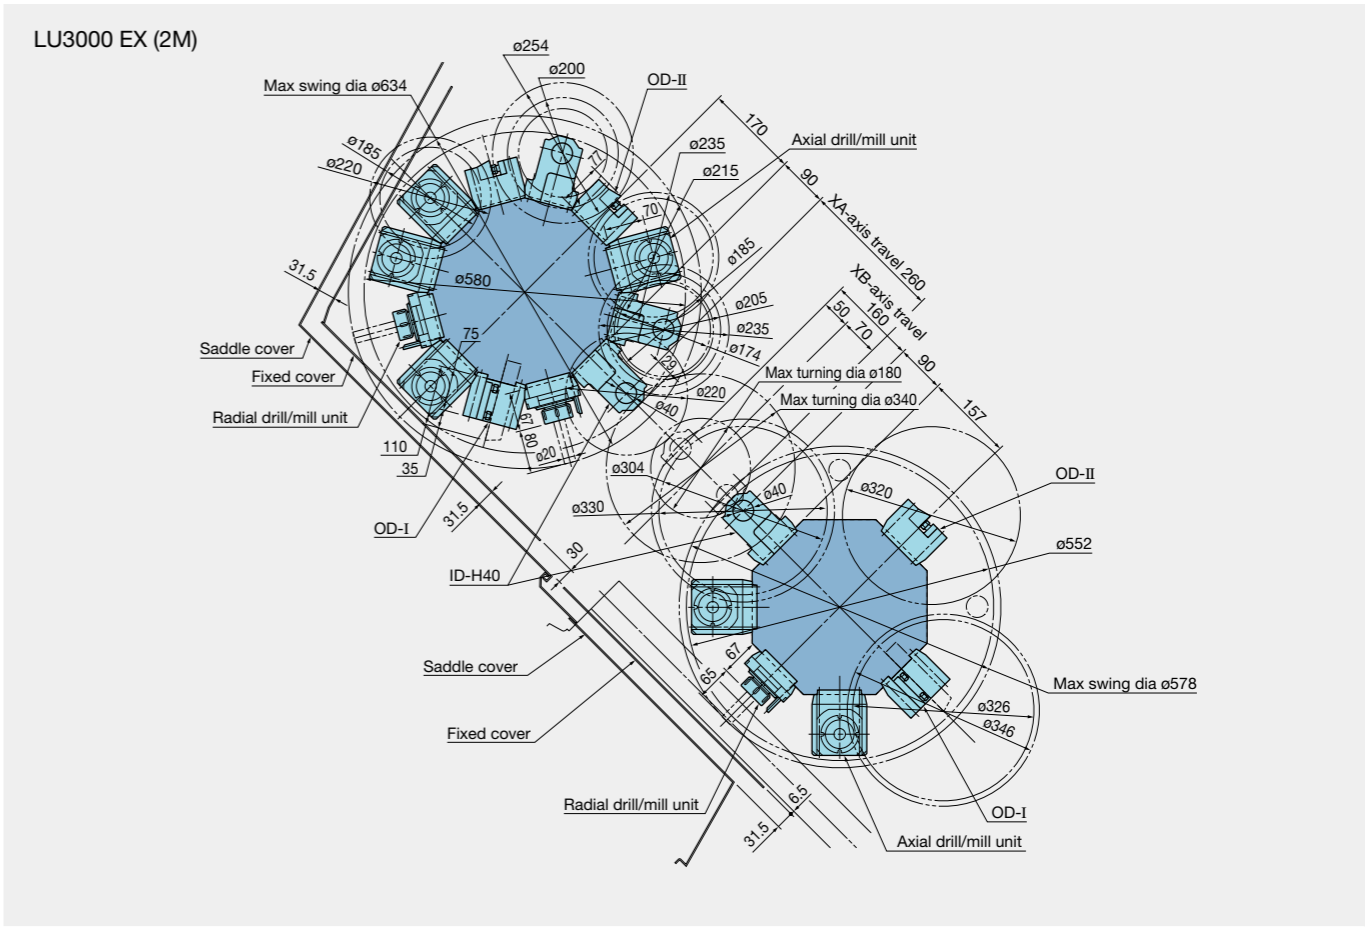 LU3000 EX (2M)
ø254
ø200
OD-II
Max swing dia ø634
170
Axial drill/mill unit
ø185
ø220
ø235
ø215
77
90
XA-axis travel 260
70
ø185
XB-axis travel
160
50
70
31.5
ø580
ø205
ø235
ø174
90
Saddle cover
75
Fixed cover
29
Max turning dia ø180
ø220
Max turning dia ø340
157
Radial drill/mill unit
ø40
67
80
110
35
ø20
ø304
ø330
ø40
ø320
OD-II
OD-I
31.5
30
ø552
ID-H40
67
65
Saddle cover
Max swing dia ø578
ø326
ø346
Fixed cover
Radial drill/mill unit
6.5
31.5
OD-I
Axial drill/mill unit